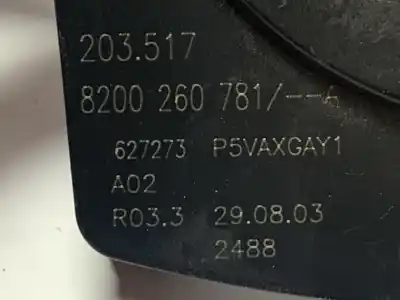 203.517
8200 260 781/--A
627273 P5VAXGAY1
A02
R03.3 29.08.03
2488